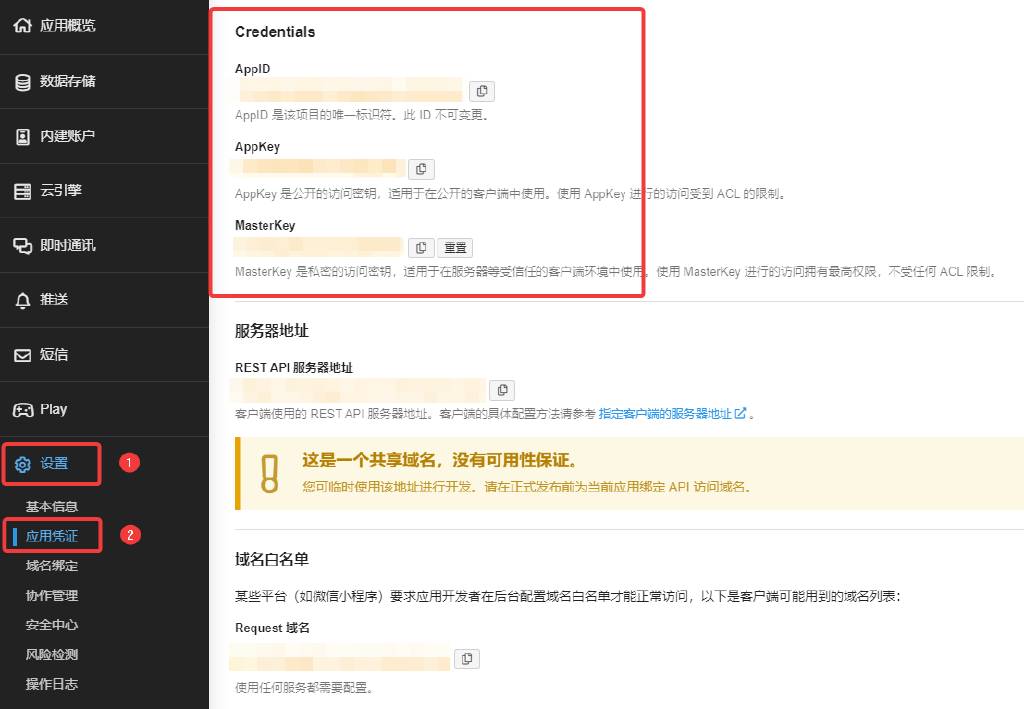 应用概览
数据存储
内建账户
云引擎
即时通讯
推送
短信
Play
设置
1
基本信息
应用凭证
2
域名绑定
协作管理
安全中心
风险检测
操作日志
Credentials
AppID
AppID 是该项目的唯一标识符。此 ID 不可变更。
AppKey
AppKey 是公开的访问密钥，适用于在公开的客户端中使用。使用 AppKey 进行的访问受到 ACL 的限制。
MasterKey
重置
MasterKey 是私密的访问密钥，适用于在服务器等受信任的客户端环境中使用。使用 MasterKey 进行的访问拥有最高权限，不受任何 ACL 限制。
服务器地址
REST API 服务器地址
客户端使用的 REST API 服务器地址。客户端的具体配置方法请参考 指定客户端的服务器地址 。
这是一个共享域名，没有可用性保证。
您可临时使用该地址进行开发。请在正式发布前为当前应用绑定 API 访问域名。
域名白名单
某些平台（如微信小程序）要求应用开发者在后台配置域名白名单才能正常访问，以下是客户端可能用到的域名列表：
Request 域名
使用任何服务都需要配置。